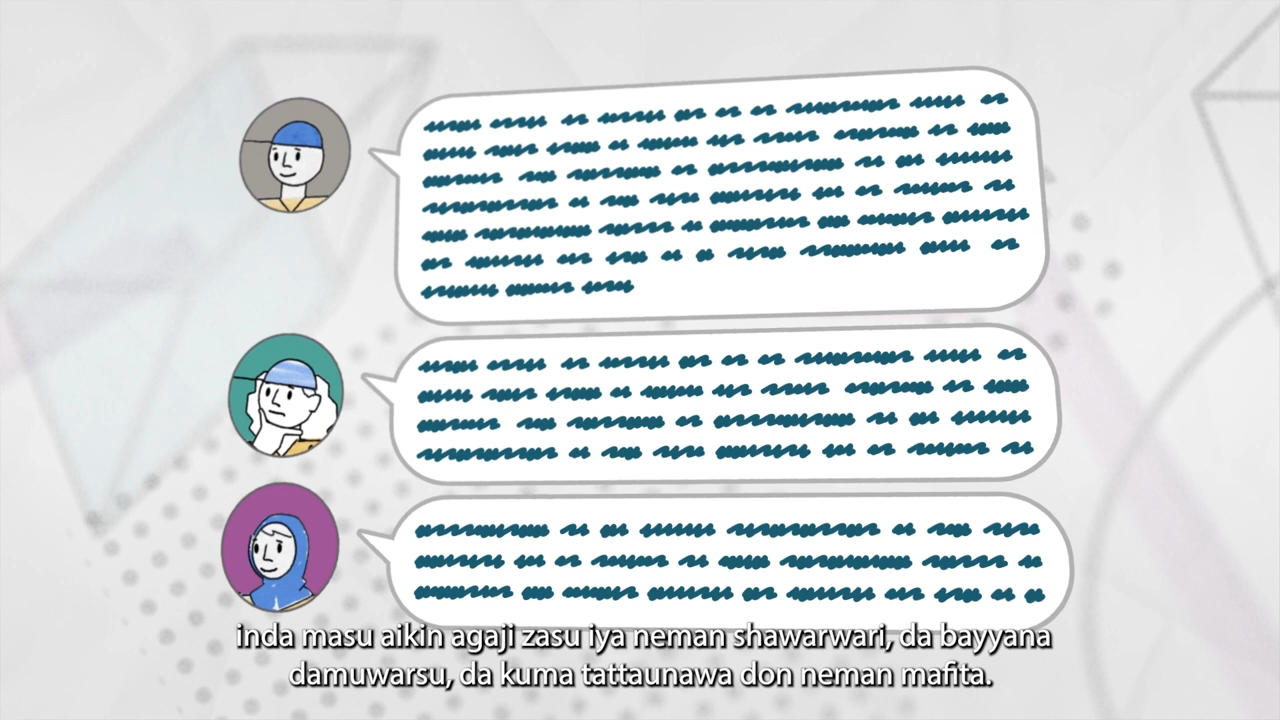 inda masu aikin agaji zasu iya neman shawarwari, da bayyana
damuwarsu, da kuma tattaunawa don neman mafita.